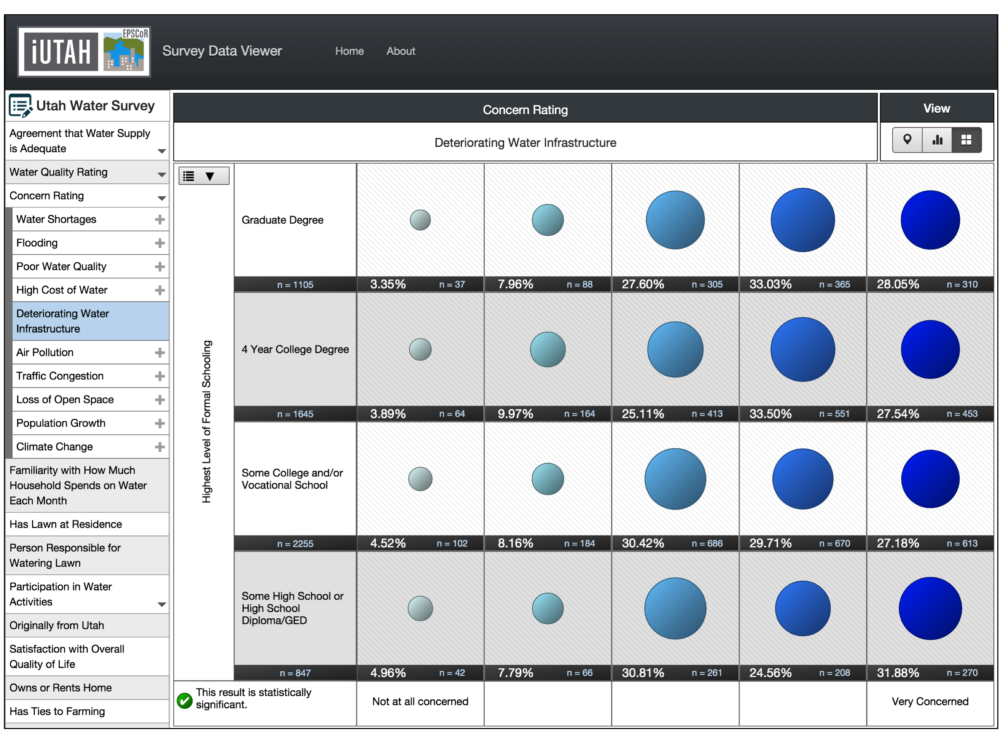 iUTAH
EPSCoR
Survey Data Viewer
Home
About
Utah Water Survey
Agreement that Water Supply
is Adequate
Water Quality Rating
Concern Rating
Water Shortages
Flooding
Poor Water Quality
High Cost of Water
Deteriorating Water
Infrastructure
Air Pollution
Traffic Congestion
Loss of Open Space
Population Growth
Climate Change
Familiarity with How Much
Household Spends on Water
Each Month
Has Lawn at Residence
Person Responsible for
Watering Lawn
Participation in Water
Activities
Originally from Utah
Satisfaction with Overall
Quality of Life
Owns or Rents Home
Has Ties to Farming
Concern Rating
Deteriorating Water Infrastructure
View
Highest Level of Formal Schooling
Graduate Degree
n = 1105
3.35% n = 37
7.96% n = 88
27.60% n = 305
33.03% n = 365
28.05% n = 310
4 Year College Degree
n = 1645
3.89% n = 64
9.97% n = 164
25.11% n = 413
33.50% n = 551
27.54% n = 453
Some College and/or
Vocational School
n = 2255
4.52% n = 102
8.16% n = 184
30.42% n = 686
29.71% n = 670
27.18% n = 613
Some High School or
High School
Diploma/GED
n = 847
4.96% n = 42
7.79% n = 66
30.81% n = 261
24.56% n = 208
31.88% n = 270
This result is statistically
significant.
Not at all concerned
Very Concerned